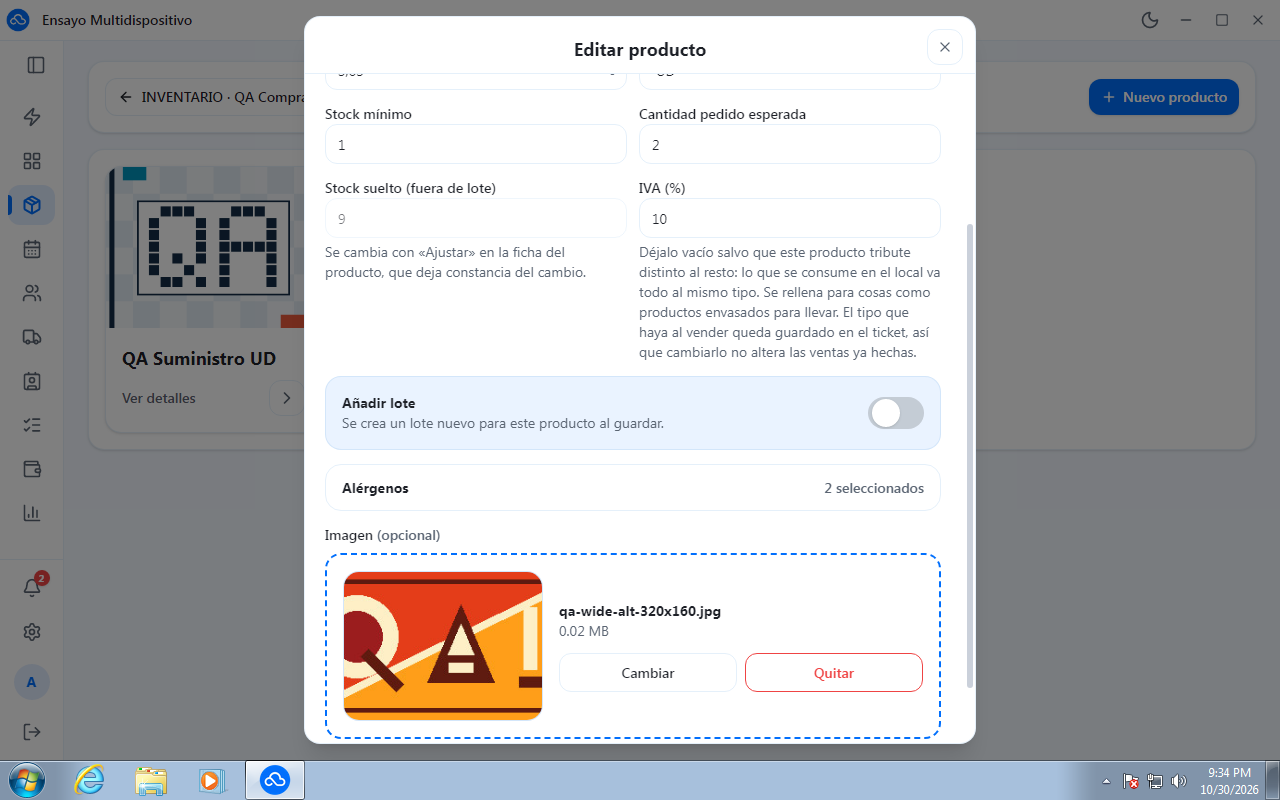 Ensayo Multidispositivo
Editar producto
INVENTARIO · QA Compra
Nuevo producto
Stock mínimo
Cantidad pedido esperada
1
2
Stock suelto (fuera de lote)
IVA (%)
9
10
Se cambia con «Ajustar» en la ficha del
producto, que deja constancia del cambio.
Déjalo vacío salvo que este producto tribute
distinto al resto: lo que se consume en el local va
todo al mismo tipo. Se rellena para cosas como
productos envasados para llevar. El tipo que
haya al vender queda guardado en el ticket, así
que cambiarlo no altera las ventas ya hechas.
QA
QA Suministro UD
Ver detalles
Añadir lote
Se crea un lote nuevo para este producto al guardar.
Alérgenos
2 seleccionados
Imagen (opcional)
QA
qa-wide-alt-320x160.jpg
0.02 MB
Cambiar
Quitar
2
A
9:34 PM
10/30/2026